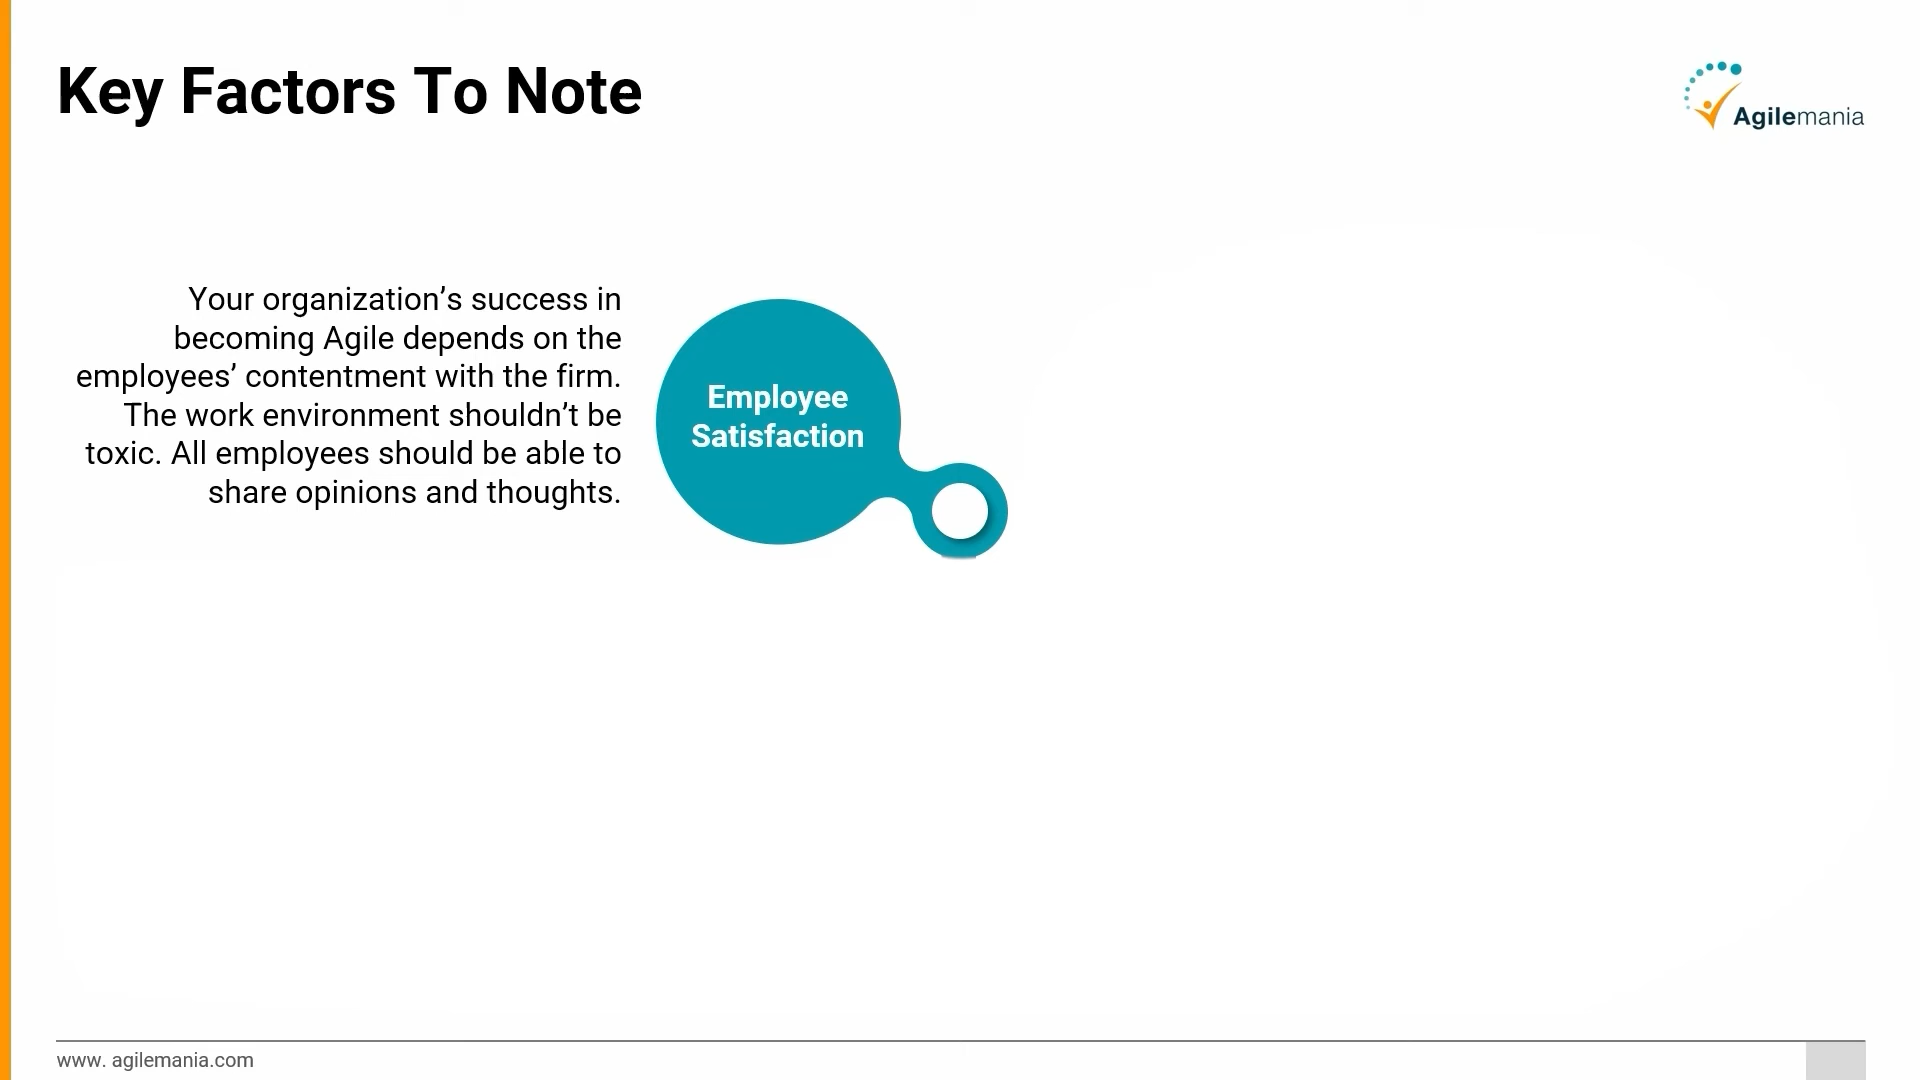 Key Factors To Note
Agilemania
Your organization’s success in
becoming Agile depends on the
employees’ contentment with the firm.
The work environment shouldn’t be
toxic. All employees should be able to
share opinions and thoughts.
Employee
Satisfaction
www. agilemania.com